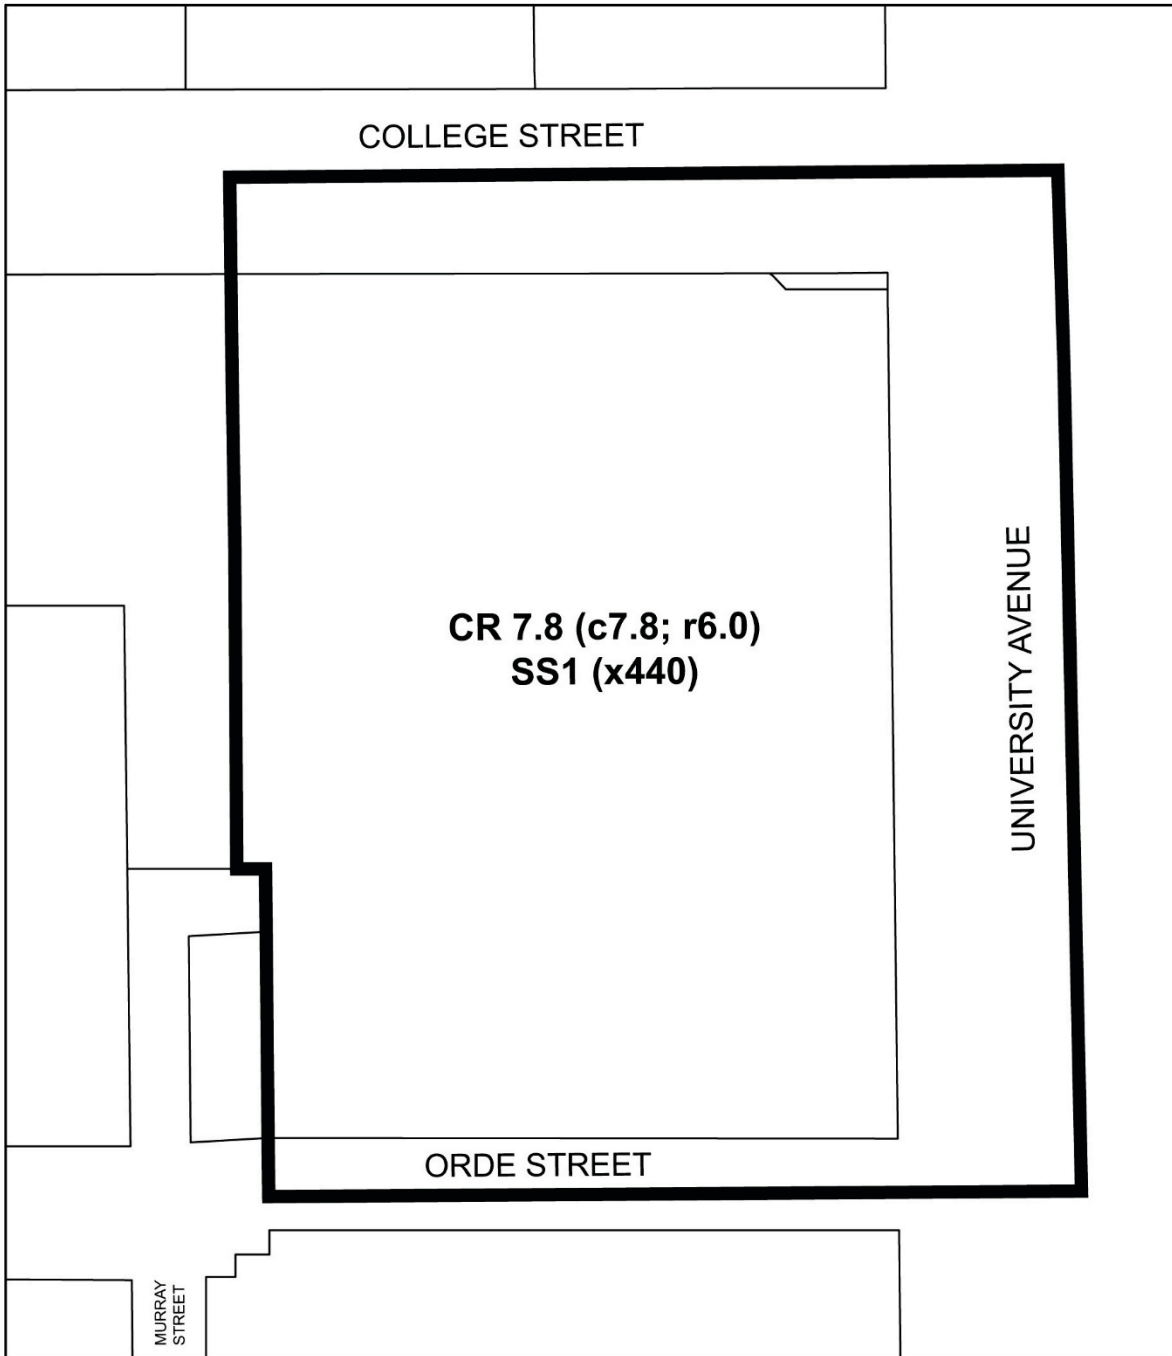 COLLEGE STREET
CR 7.8 (c7.8; r6.0)
SS1 (x440)
UNIVERSITY AVENUE
ORDE STREET
MURRAY
STREET